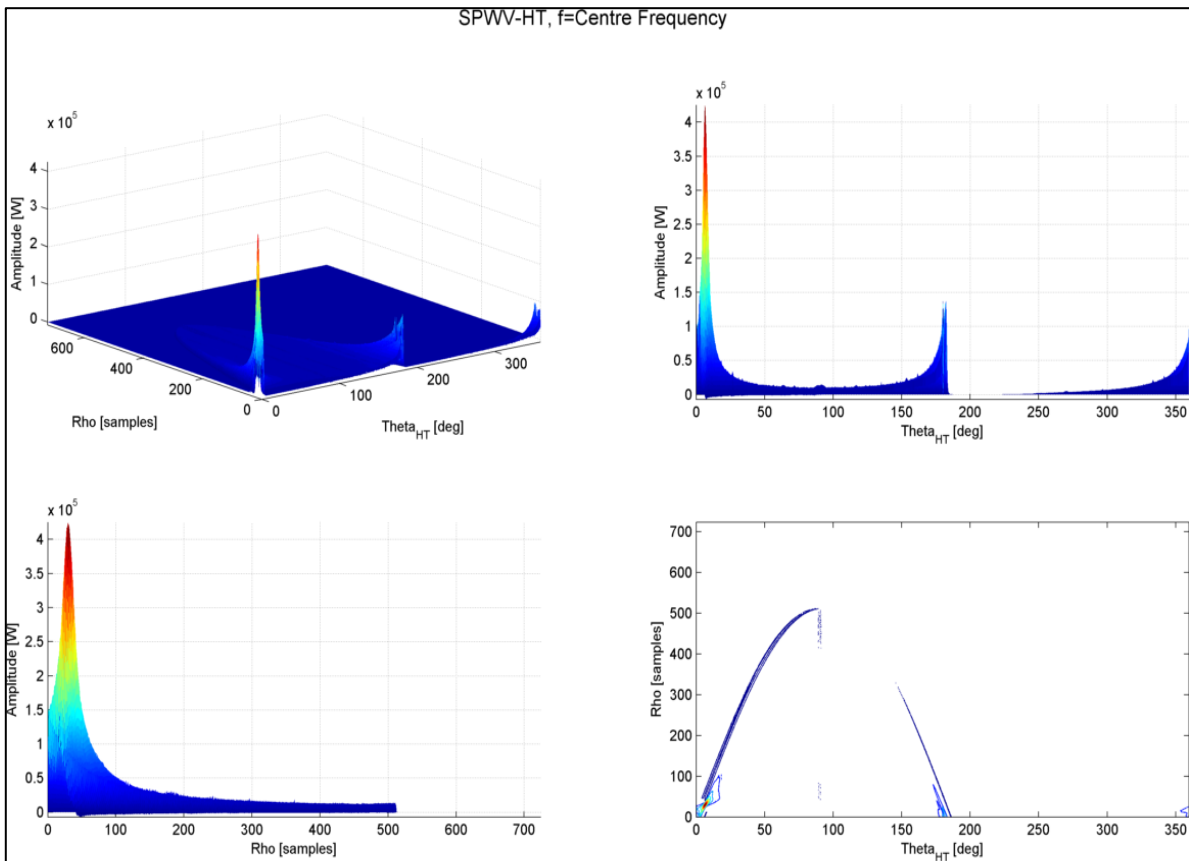 SPWV-HT, f=Centre Frequency
x 10^5
4
3
2
1
0
Amplitude [W]
600
400
200
0
Rho [samples]
0
100
200
300
Theta_HT [deg]
x 10^5
4
3.5
3
2.5
2
1.5
1
0.5
0
Amplitude [W]
0 50 100 150 200 250 300 350
Theta_HT [deg]
x 10^5
4
3.5
3
2.5
2
1.5
1
0.5
0
Amplitude [W]
0 100 200 300 400 500 600 700
Rho [samples]
700
600
500
400
300
200
100
0
Rho [samples]
0 50 100 150 200 250 300 350
Theta_HT [deg]